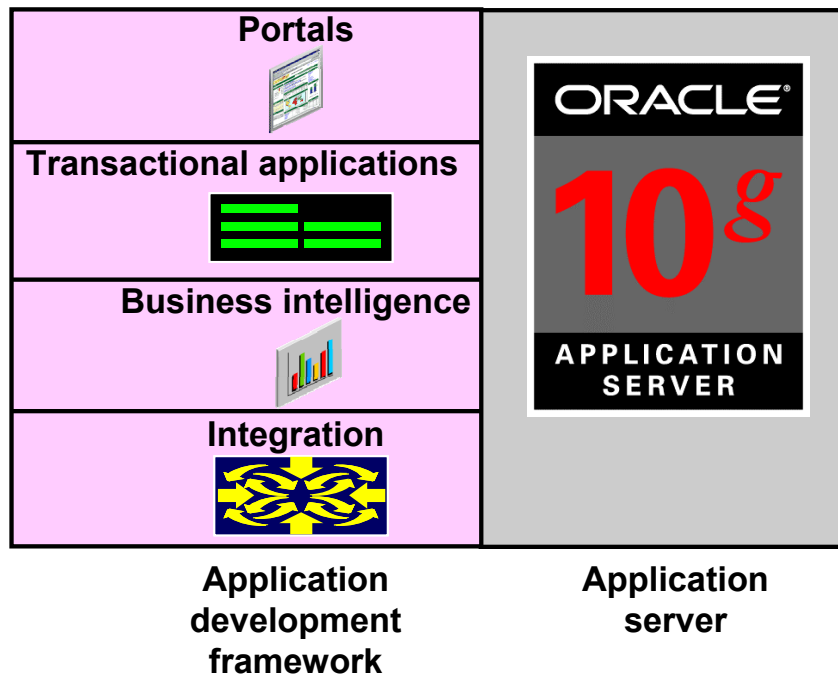 Portals
Transactional applications
Business intelligence
Integration
ORACLE®
10g
APPLICATION
SERVER
Application
development
framework
Application
server